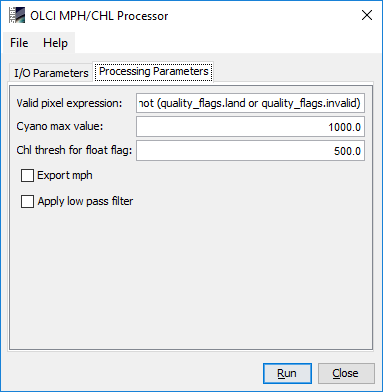 OLCI MPH/CHL Processor
File Help
I/O Parameters Processing Parameters
Valid pixel expression: not (quality_flags.land or quality_flags.invalid)
Cyano max value: 1000.0
Chl thresh for float flag: 500.0
Export mph
Apply low pass filter
Run Close